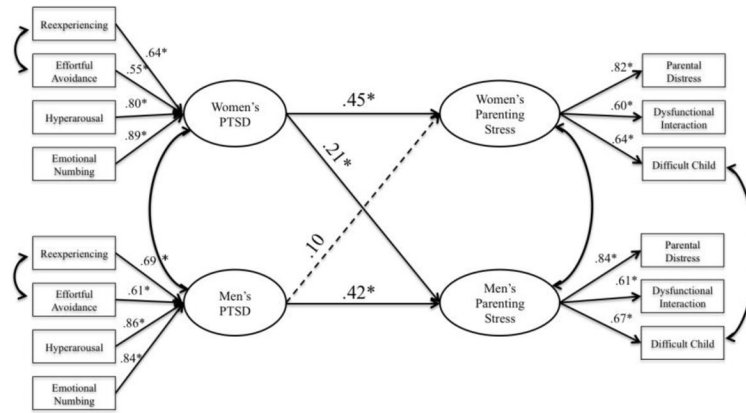 Reexperiencing
.64*
Effortful
Avoidance
.55*
Hyperarousal
.80*
Emotional
Numbing
.89*
Women's
PTSD
.45*
.21*
Women's
Parenting
Stress
.82*
Parental
Distress
.60*
Dysfunctional
Interaction
.64*
Difficult Child
Reexperiencing
.69 *
Effortful
Avoidance
.61*
Hyperarousal
.86*
Emotional
Numbing
.84*
Men's
PTSD
.10
.42*
Men's
Parenting
Stress
.84*
Parental
Distress
.61*
Dysfunctional
Interaction
.67*
Difficult Child